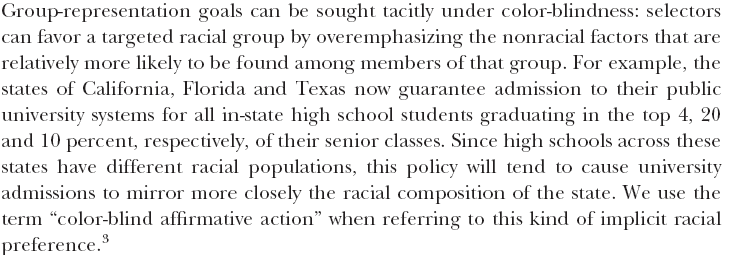 Group-representation goals can be sought tacitly under color-blindness: selectors
can favor a targeted racial group by overemphasizing the nonracial factors that are
relatively more likely to be found among members of that group. For example, the
states of California, Florida and Texas now guarantee admission to their public
university systems for all in-state high school students graduating in the top 4, 20
and 10 percent, respectively, of their senior classes. Since high schools across these
states have different racial populations, this policy will tend to cause university
admissions to mirror more closely the racial composition of the state. We use the
term “color-blind affirmative action” when referring to this kind of implicit racial
preference.³